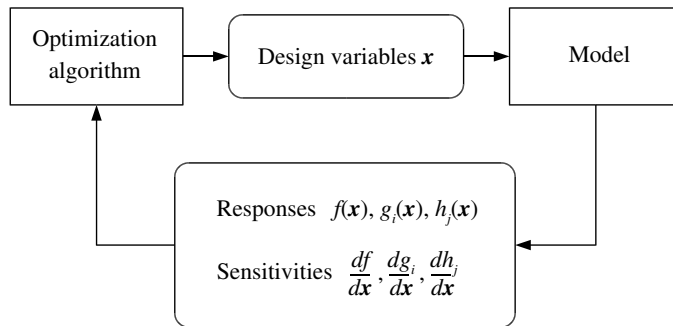 Optimization
algorithm
Design variables x
Model
Responses f(x), g_i(x), h_j(x)
Sensitivities df/dx, dg_i/dx, dh_j/dx